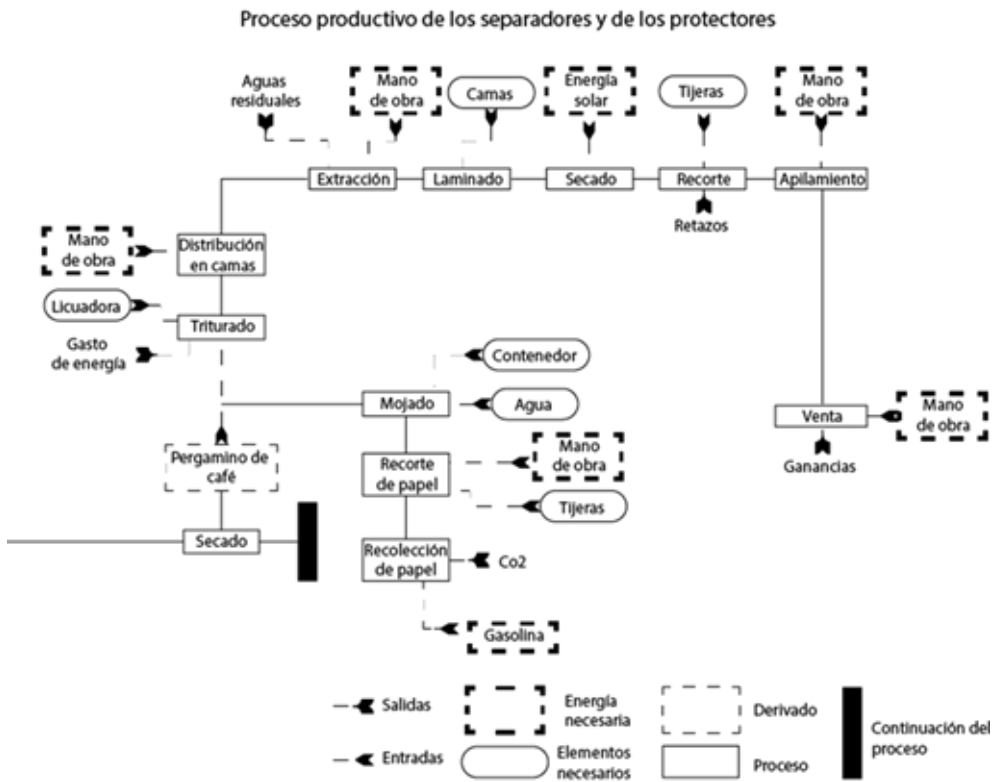 Proceso productivo de los separadores y de los protectores
Aguas
residuales
Mano
de obra
Camas
Energía
solar
Tijeras
Mano
de obra
Extracción
Laminado
Secado
Recorte
Apilamiento
Retazos
Mano
de obra
Distribución
en camas
Licuadora
Triturado
Gasto
de energía
Contenedor
Mojado
Agua
Venta
Mano
de obra
Ganancias
Pergamino de
café
Recorte
de papel
Mano
de obra
Tijeras
Secado
Recolección
de papel
Co2
Gasolina
Salidas
Energía
necesaria
Derivado
Continuación del
proceso
Entradas
Elementos
necesarios
Proceso